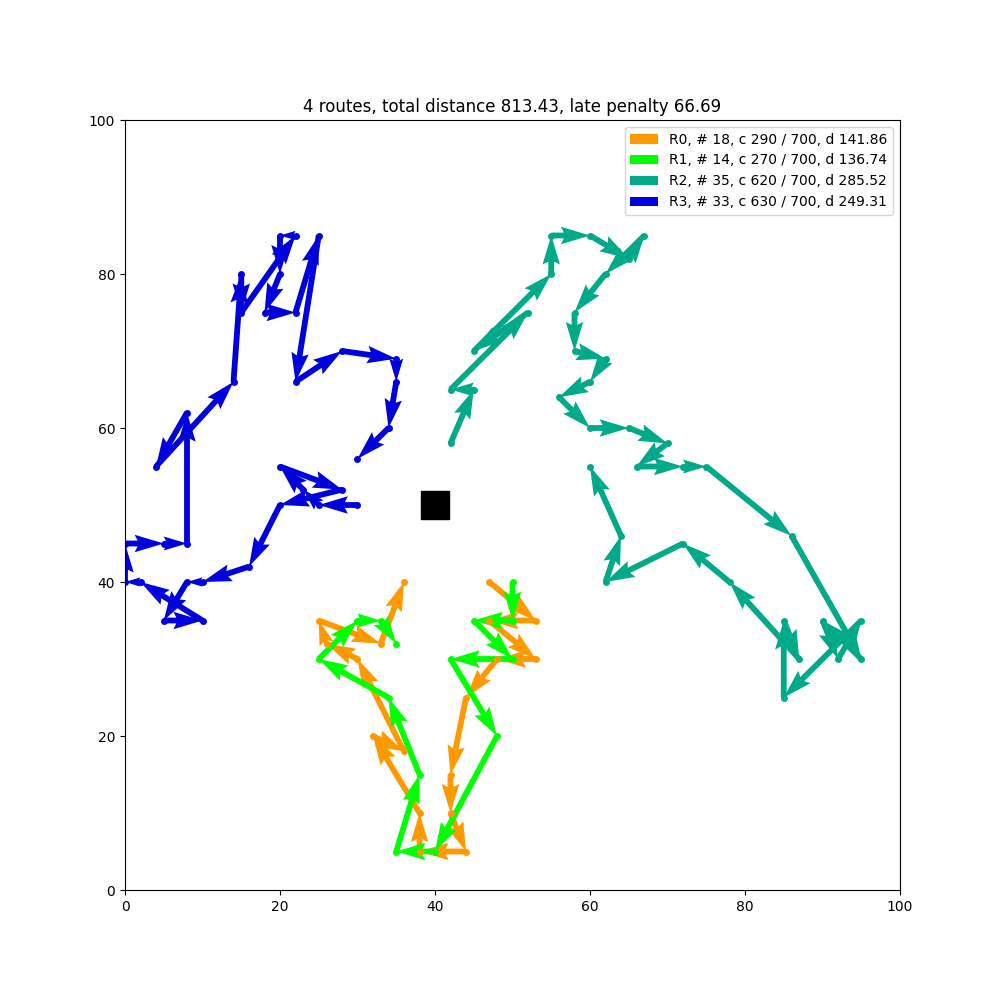 4 routes, total distance 813.43, late penalty 66.69
R0, # 18, c 290 / 700, d 141.86
R1, # 14, c 270 / 700, d 136.74
R2, # 35, c 620 / 700, d 285.52
R3, # 33, c 630 / 700, d 249.31
100
80
60
40
20
0
0 20 40 60 80 100